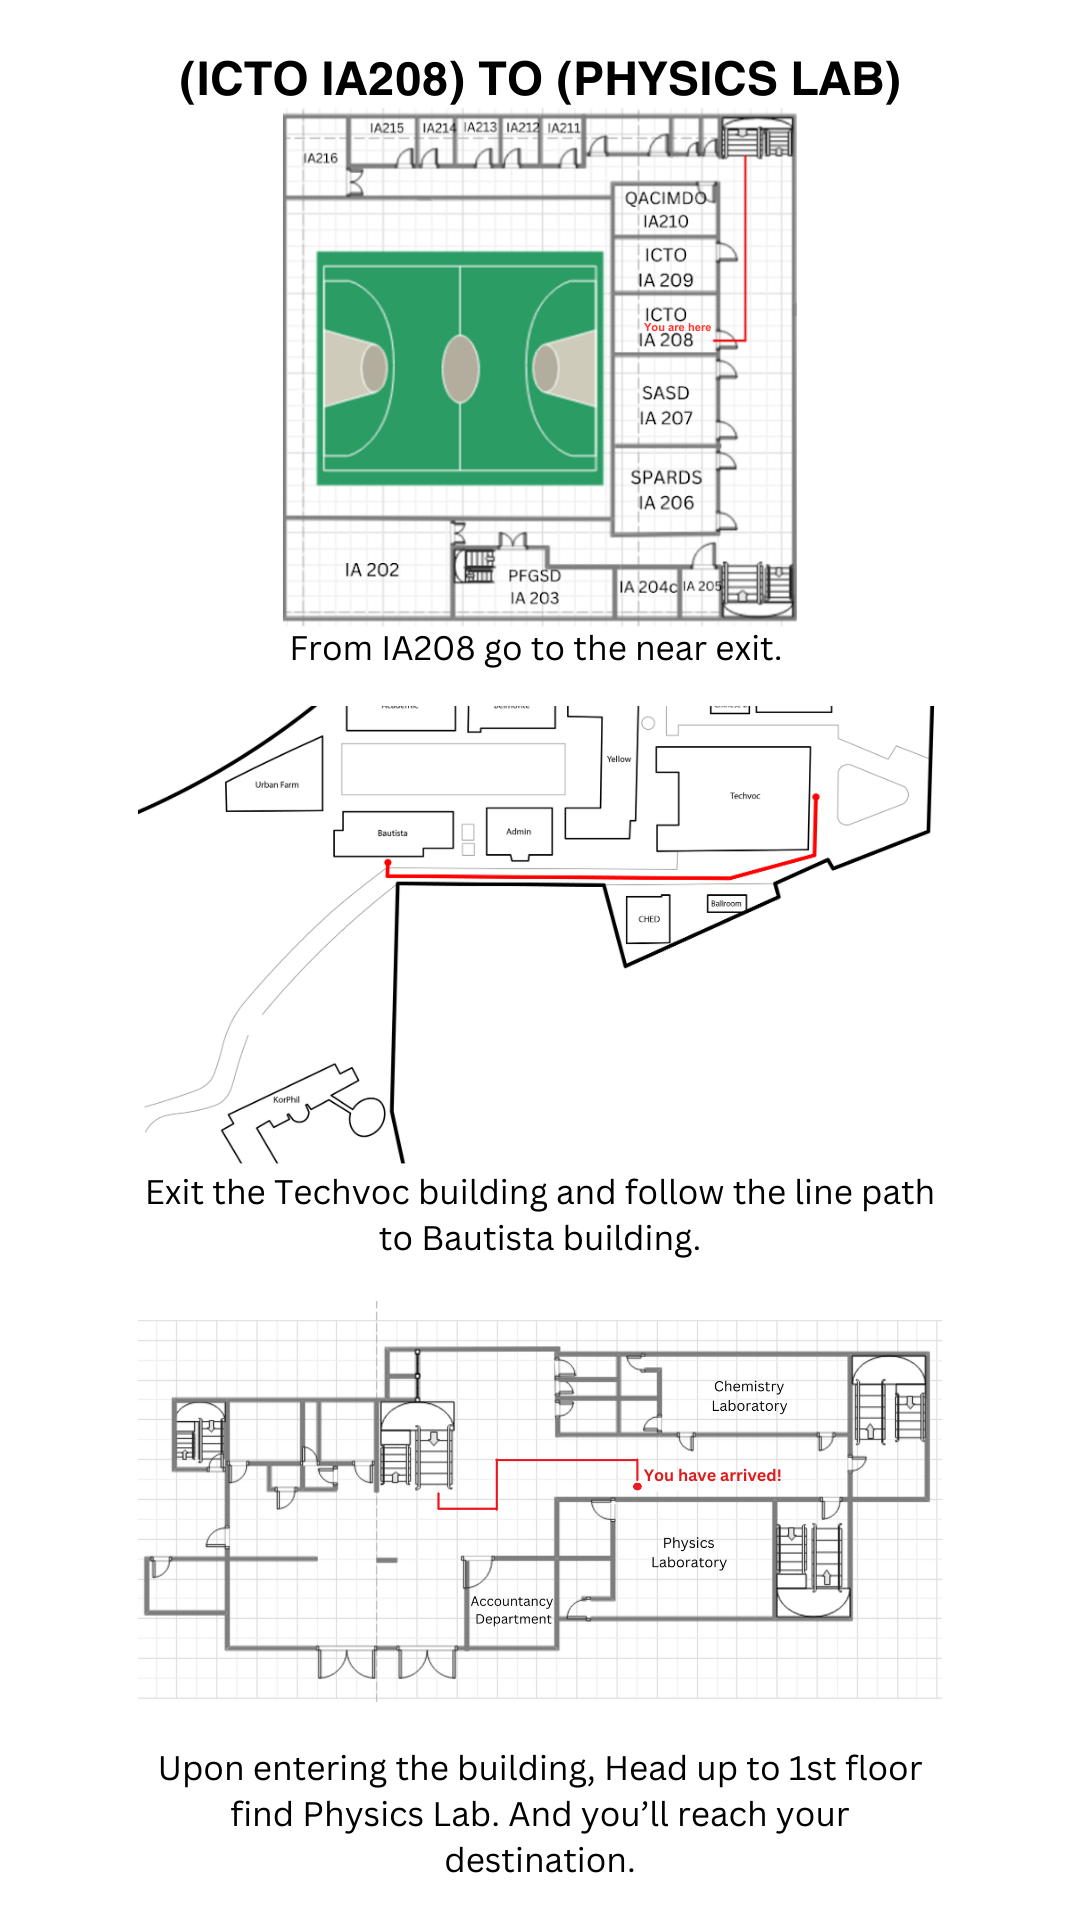 (ICTO IA208) TO (PHYSICS LAB)
IA215
IA214
IA213
IA212
IA211
IA216
QACIMDO
IA210
ICTO
IA 209
ICTO
You are here
IA 208
SASD
IA 207
SPARDS
IA 206
IA 202
PFGSD
IA 203
IA 204c
IA 205
From IA208 go to the near exit.
Academic
Belmonte
Yellow
Urban Farm
Techvoc
Bautista
Admin
CHED
Ballroom
KorPhil
Exit the Techvoc building and follow the line path
to Bautista building.
Chemistry
Laboratory
You have arrived!
Physics
Laboratory
Accountancy
Department
Upon entering the building, Head up to 1st floor
find Physics Lab. And you’ll reach your
destination.